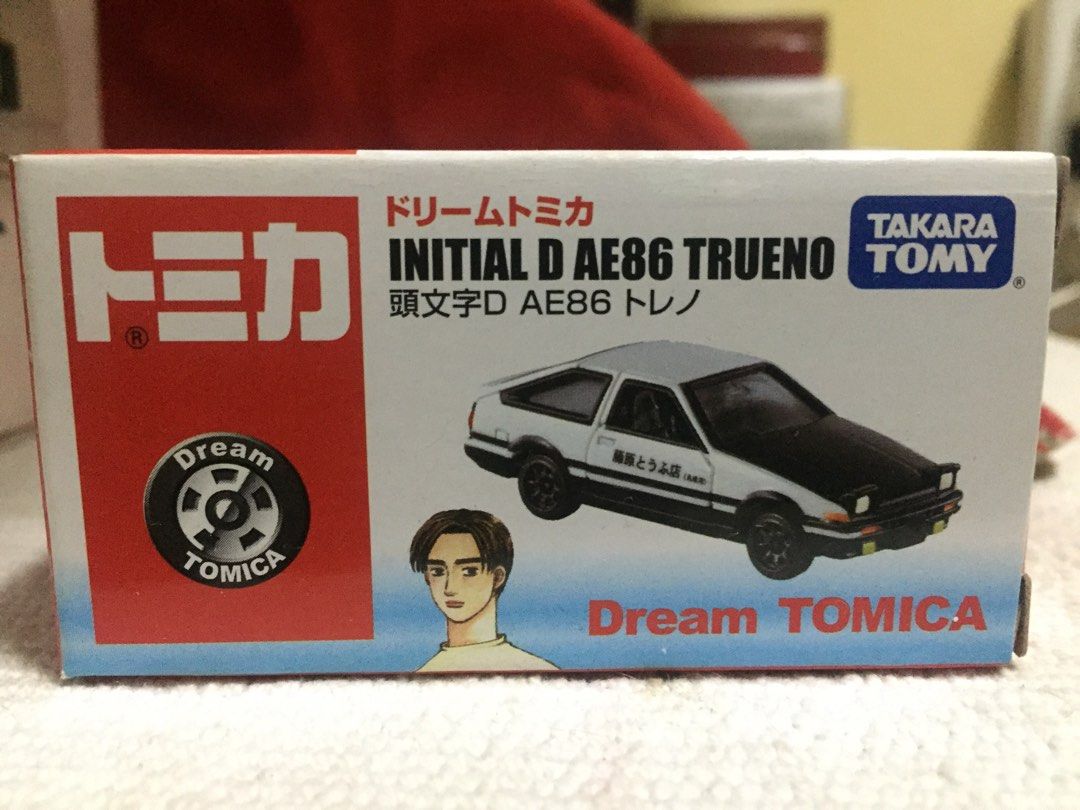 トミカ
®
Dream
TOMICA
ドリームトミカ
INITIAL D AE86 TRUENO
頭文字D AE86 トレノ
TAKARA
TOMY
®
藤原とうふ店
Dream TOMICA